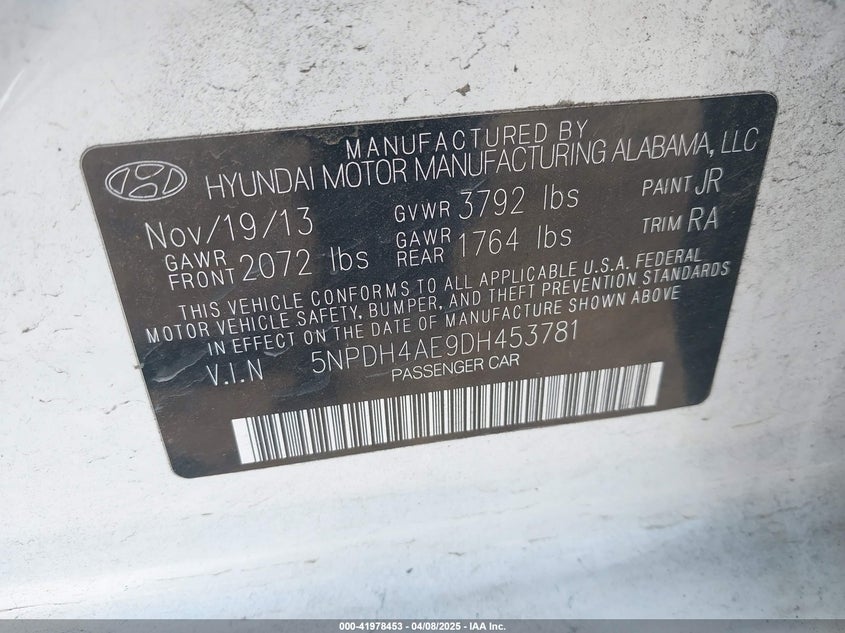 MANUFACTURED BY
HYUNDAI MOTOR MANUFACTURING ALABAMA, LLC
Nov/19/13 GVWR 3792 lbs PAINT JR
GAWR FRONT 2072 lbs GAWR REAR 1764 lbs TRIM RA
THIS VEHICLE CONFORMS TO ALL APPLICABLE U.S.A. FEDERAL
MOTOR VEHICLE SAFETY, BUMPER, AND THEFT PREVENTION STANDARDS
IN EFFECT ON THE DATE OF MANUFACTURE SHOWN ABOVE
V.I.N 5NPDH4AE9DH453781
PASSENGER CAR
000-41978453 - 04/08/2025 - IAA Inc.